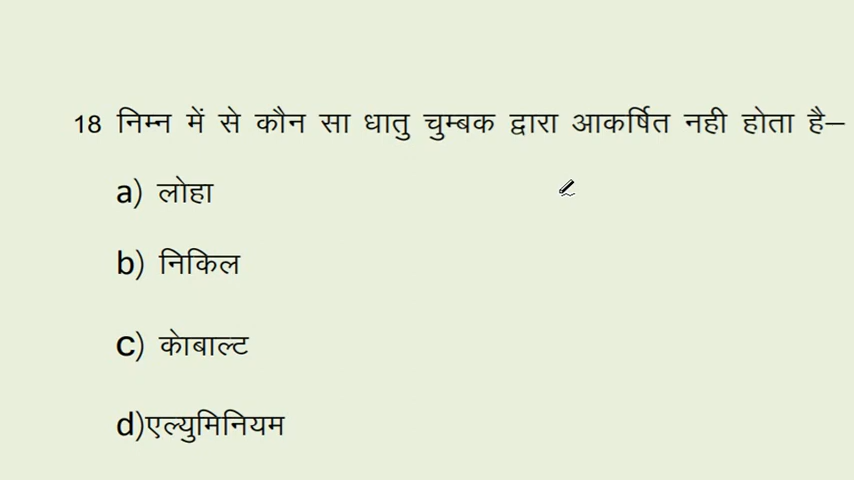 18 निम्न में से कौन सा धातु चुम्बक द्वारा आकर्षित नही होता है–
a) लोहा
b) निकिल
c) कोबाल्ट
d)एल्युमिनियम